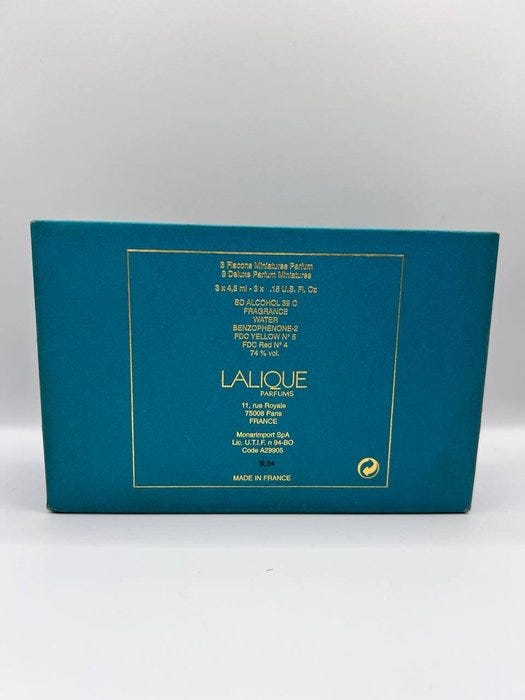 3 Flacons Miniatures Parfum
3 Deluxe Parfum Miniatures
3 x 4,5 ml - 3 x .15 U.S. Fl. Oz
SD ALCOHOL 39 C
FRAGRANCE
WATER
BENZOPHENONE-2
FDC YELLOW N° 5
FDC Red N° 4
74 % vol.
LALIQUE
PARFUMS
11, rue Royale
75008 Paris
FRANCE
Monarimport SpA
Lic. U.T.I.F. n 94-BO
Code A29905
MADE IN FRANCE